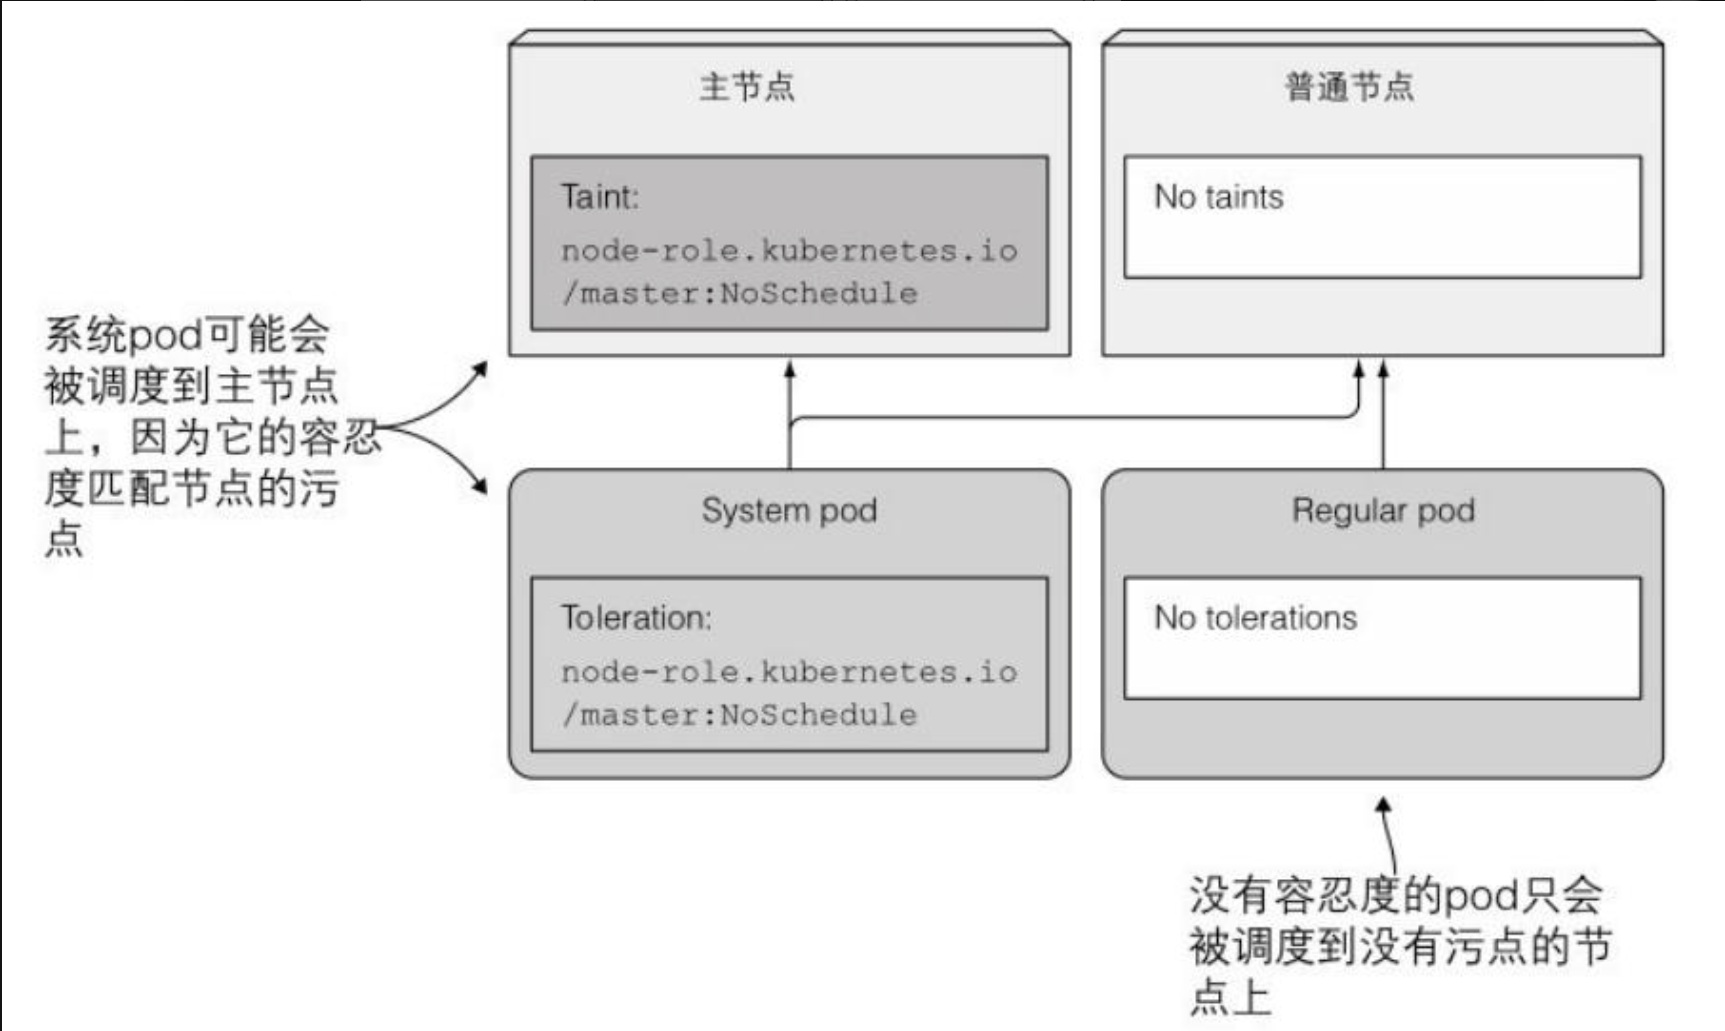 主节点
Taint:
node-role.kubernetes.io
/master:NoSchedule
普通节点
No taints
系统pod可能会
被调度到主节点
上，因为它的容忍
度匹配节点的污
点
System pod
Toleration:
node-role.kubernetes.io
/master:NoSchedule
Regular pod
No tolerations
没有容忍度的pod只会
被调度到没有污点的节
点上